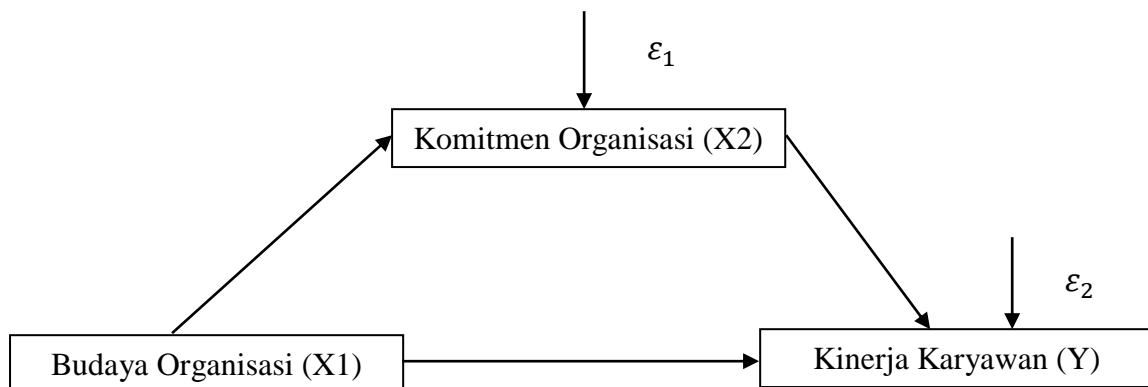 ε₁
Komitmen Organisasi (X2)
ε₂
Budaya Organisasi (X1)
Kinerja Karyawan (Y)